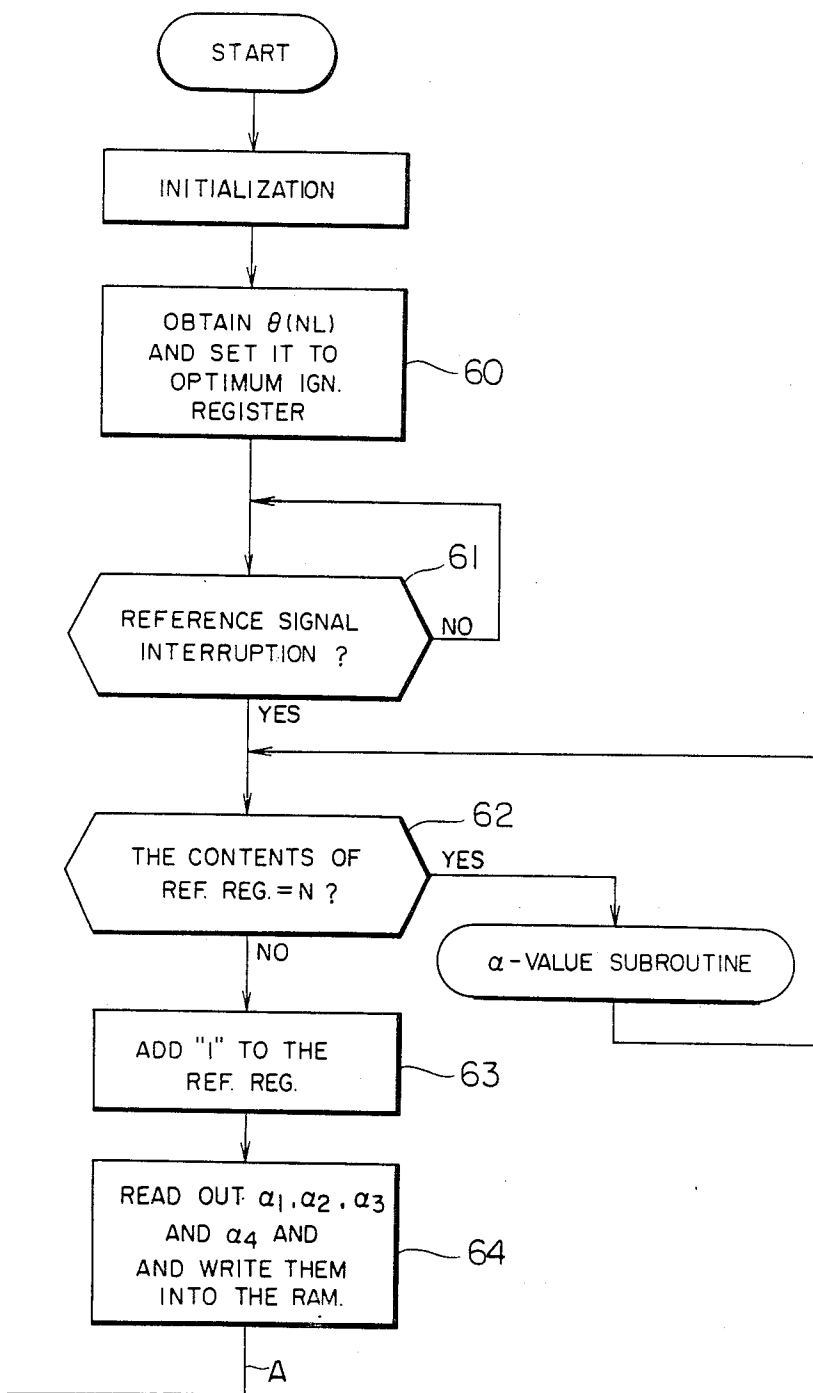 START
INITIALIZATION
OBTAIN θ(NL)
AND SET IT TO
OPTIMUM IGN.
REGISTER
60
61
REFERENCE SIGNAL
INTERRUPTION ?
NO
YES
62
THE CONTENTS OF
REF. REG. = N ?
YES
NO
α-VALUE SUBROUTINE
ADD "1" TO THE
REF. REG.
63
READ OUT α1, α2, α3
AND α4 AND
AND WRITE THEM
INTO THE RAM.
64
A